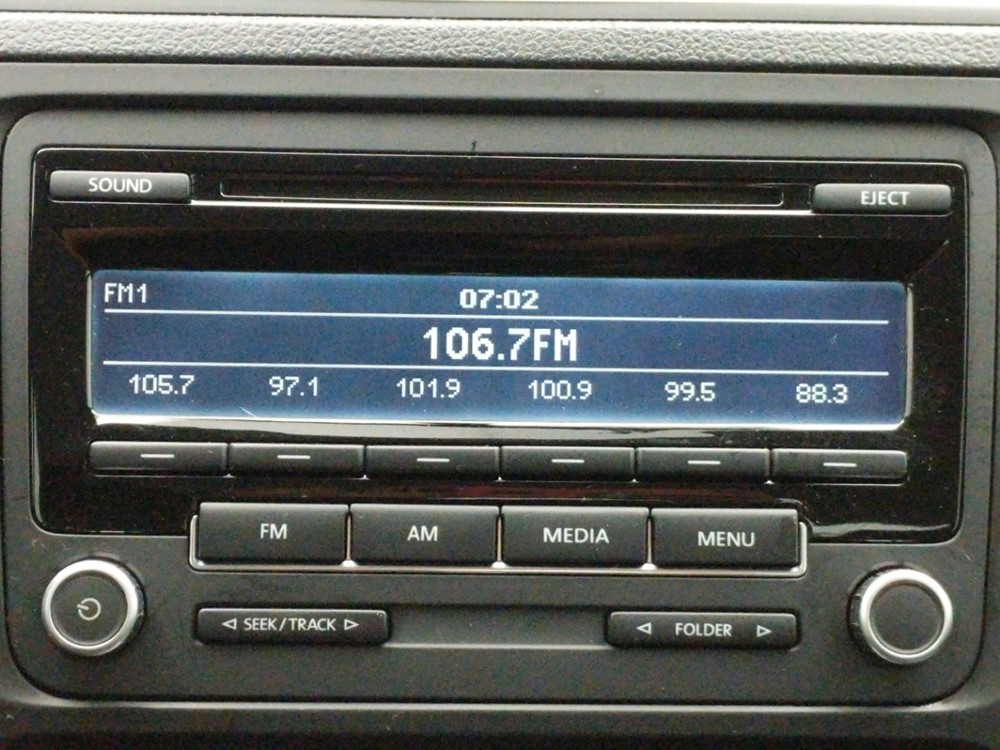 SOUND EJECT
FM1 07:02
106.7FM
105.7 97.1 101.9 100.9 99.5 88.3
FM AM MEDIA MENU
◁ SEEK/TRACK ▷ ◁ FOLDER ▷